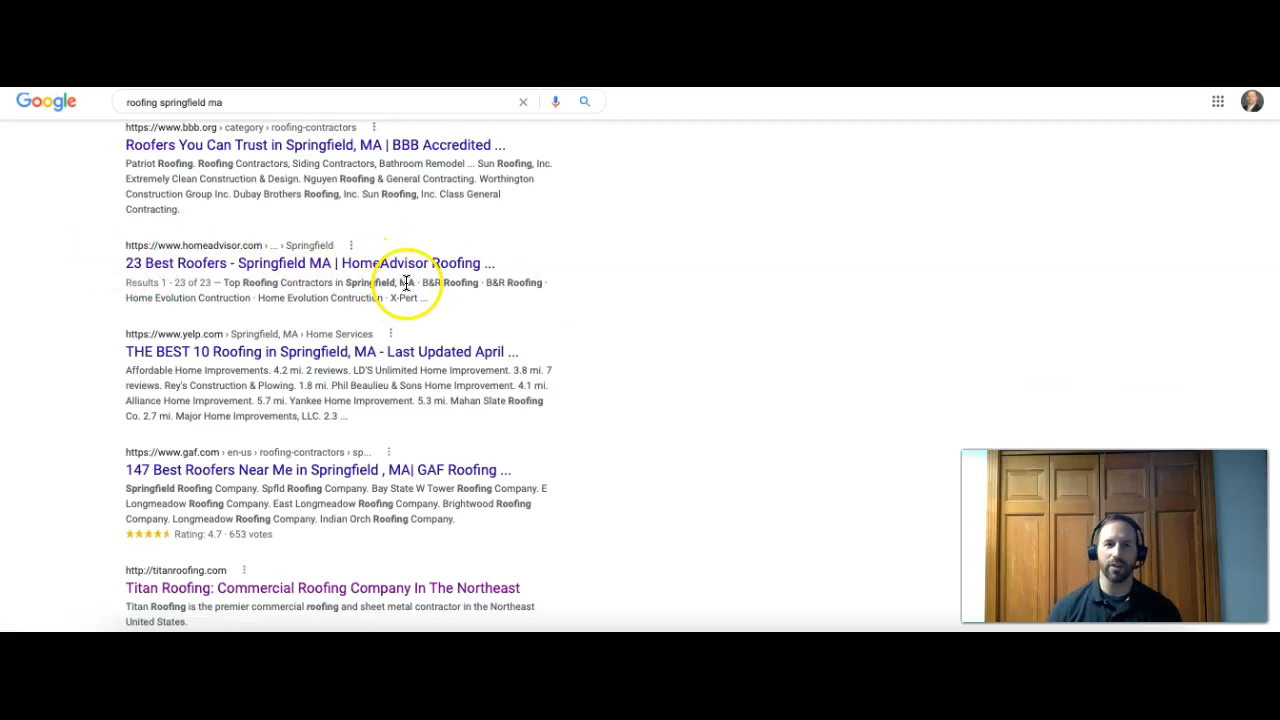 Google
roofing springfield ma
https://www.bbb.org › category › roofing-contractors
Roofers You Can Trust in Springfield, MA | BBB Accredited ...
Patriot Roofing. Roofing Contractors, Siding Contractors, Bathroom Remodel ... Sun Roofing, Inc.
Extremely Clean Construction & Design. Nguyen Roofing & General Contracting. Worthington
Construction Group Inc. Dubay Brothers Roofing, Inc. Sun Roofing, Inc. Class General
Contracting.
https://www.homeadvisor.com › ... › Springfield
23 Best Roofers - Springfield MA | HomeAdvisor Roofing ...
Results 1 - 23 of 23 — Top Roofing Contractors in Springfield, MA · B&R Roofing · B&R Roofing ·
Home Evolution Contruction · Home Evolution Contruction · X-Pert ...
https://www.yelp.com › Springfield, MA › Home Services
THE BEST 10 Roofing in Springfield, MA - Last Updated April ...
Affordable Home Improvements. 4.2 mi. 2 reviews. LD'S Unlimited Home Improvement. 3.8 mi. 7
reviews. Rey's Construction & Plowing. 1.8 mi. Phil Beaulieu & Sons Home Improvement. 4.1 mi.
Alliance Home Improvement. 5.7 mi. Yankee Home Improvement. 5.3 mi. Mahan Slate Roofing
Co. 2.7 mi. Major Home Improvements, LLC. 2.3 ...
https://www.gaf.com › en-us › roofing-contractors › sp...
147 Best Roofers Near Me in Springfield , MA| GAF Roofing ...
Springfield Roofing Company. Spfld Roofing Company. Bay State W Tower Roofing Company. E
Longmeadow Roofing Company. East Longmeadow Roofing Company. Brightwood Roofing
Company. Longmeadow Roofing Company. Indian Orch Roofing Company.
Rating: 4.7 · 653 votes
http://titanroofing.com
Titan Roofing: Commercial Roofing Company In The Northeast
Titan Roofing is the premier commercial roofing and sheet metal contractor in the Northeast
United States.